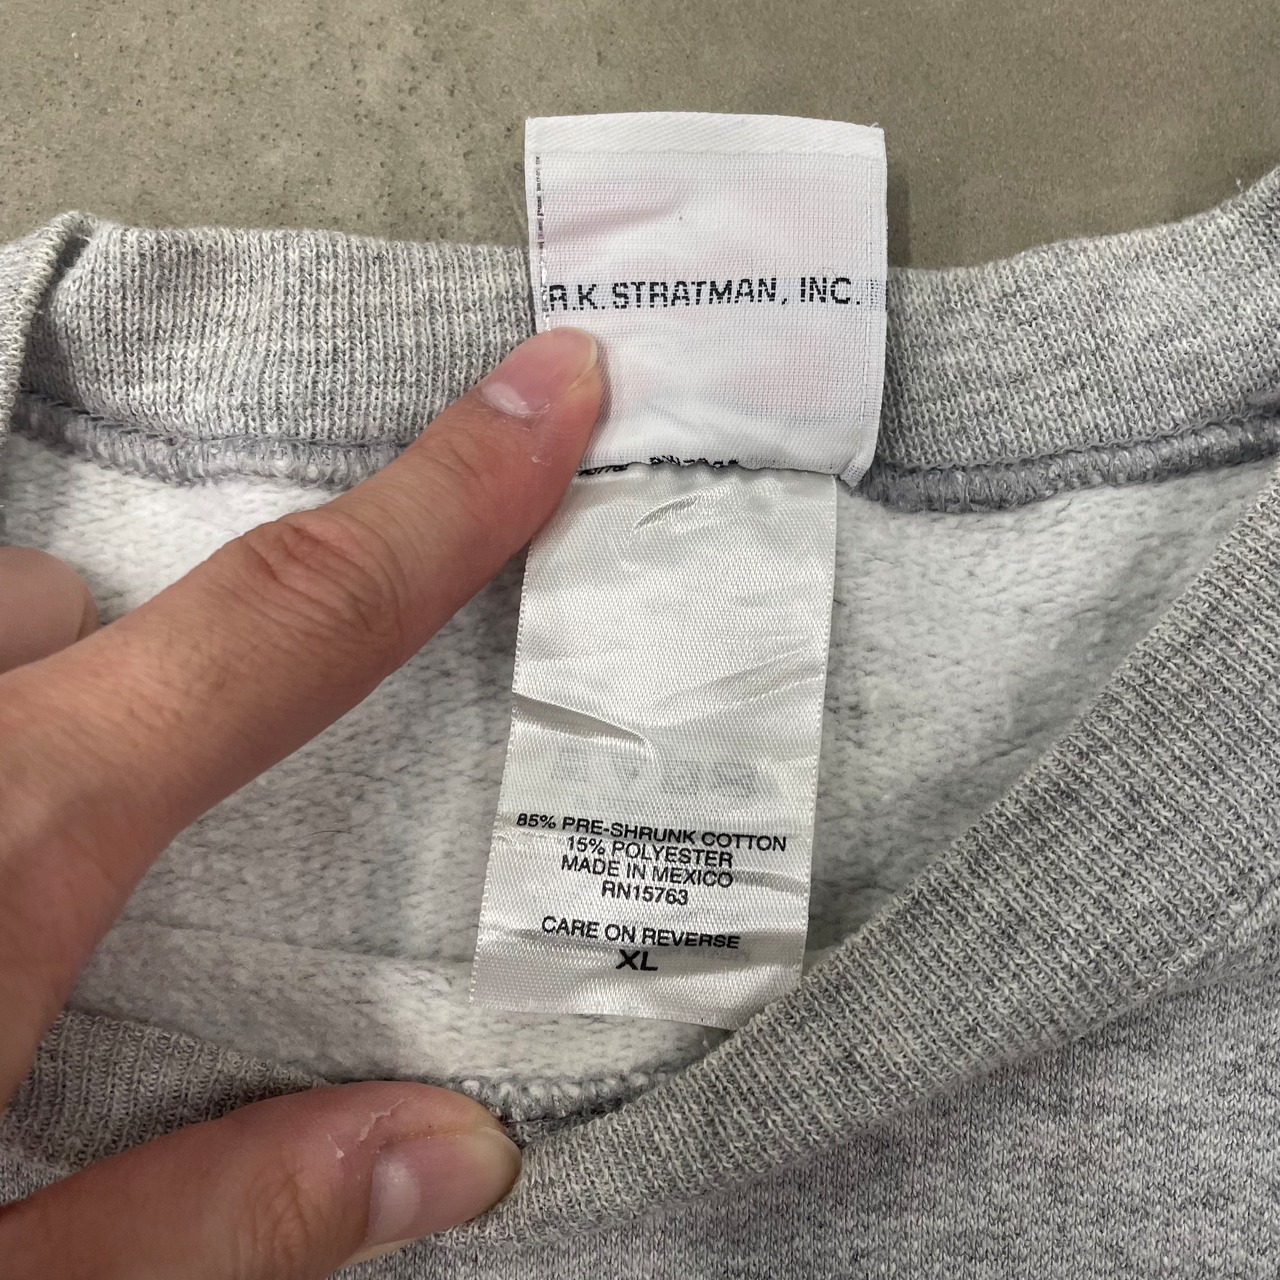 R.K. STRATMAN, INC.
85% PRE-SHRUNK COTTON
15% POLYESTER
MADE IN MEXICO
RN15763
CARE ON REVERSE
XL